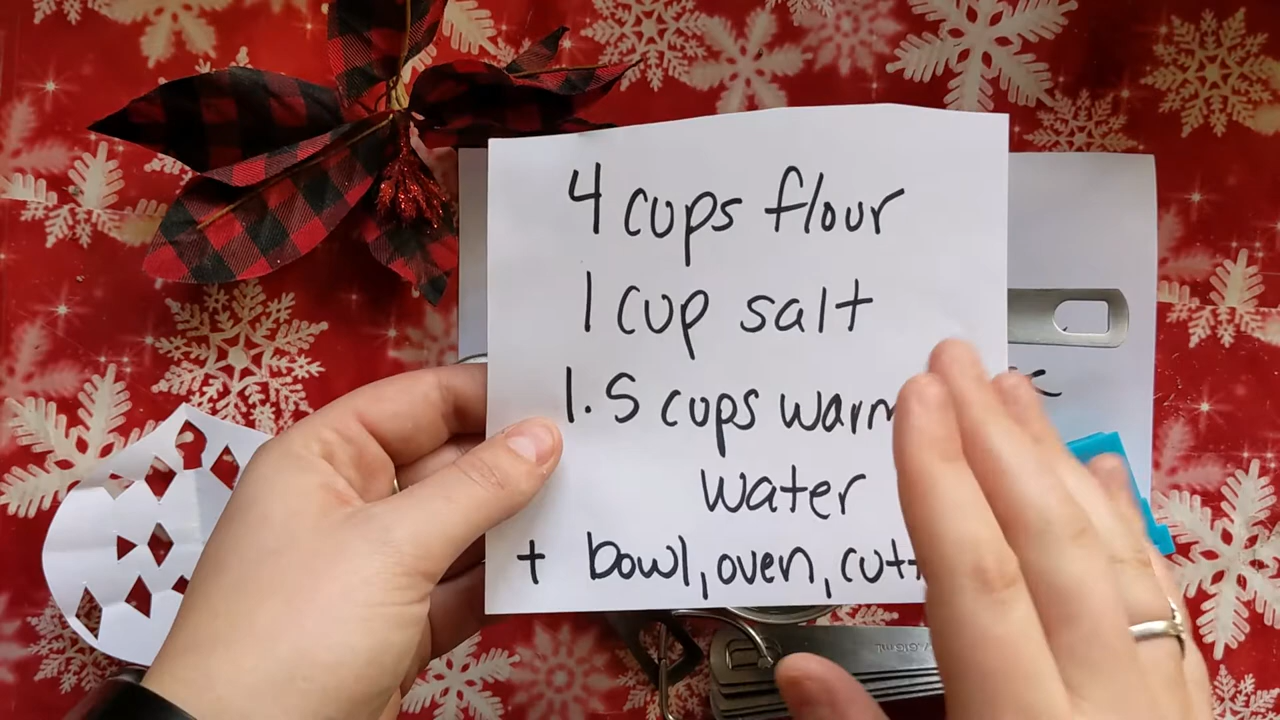 4 cups flour
1 cup salt
1.5 cups warm
water
+ bowl, oven,